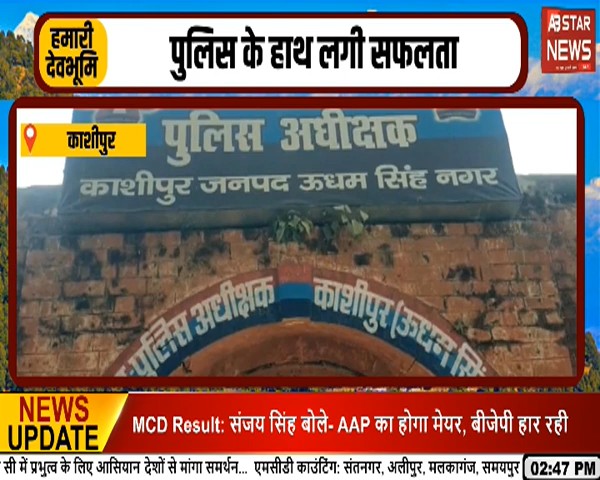 हमारी
देवभूमि
पुलिस के हाथ लगी सफलता
STAR
NEWS
काशीपुर
पुलिस अधीक्षक
काशीपुर जनपद ऊधम सिंह नगर
पुलिस अधीक्षक काशीपुर (ऊधम सिं
NEWS
UPDATE
MCD Result: संजय सिंह बोले- AAP का होगा मेयर, बीजेपी हार रही
सी में प्रभुत्व के लिए आसियान देशों से मांगा समर्थन... एमसीडी काउंटिंग: संतनगर, अलीपुर, मलकागंज, समयपुर
02:47 PM